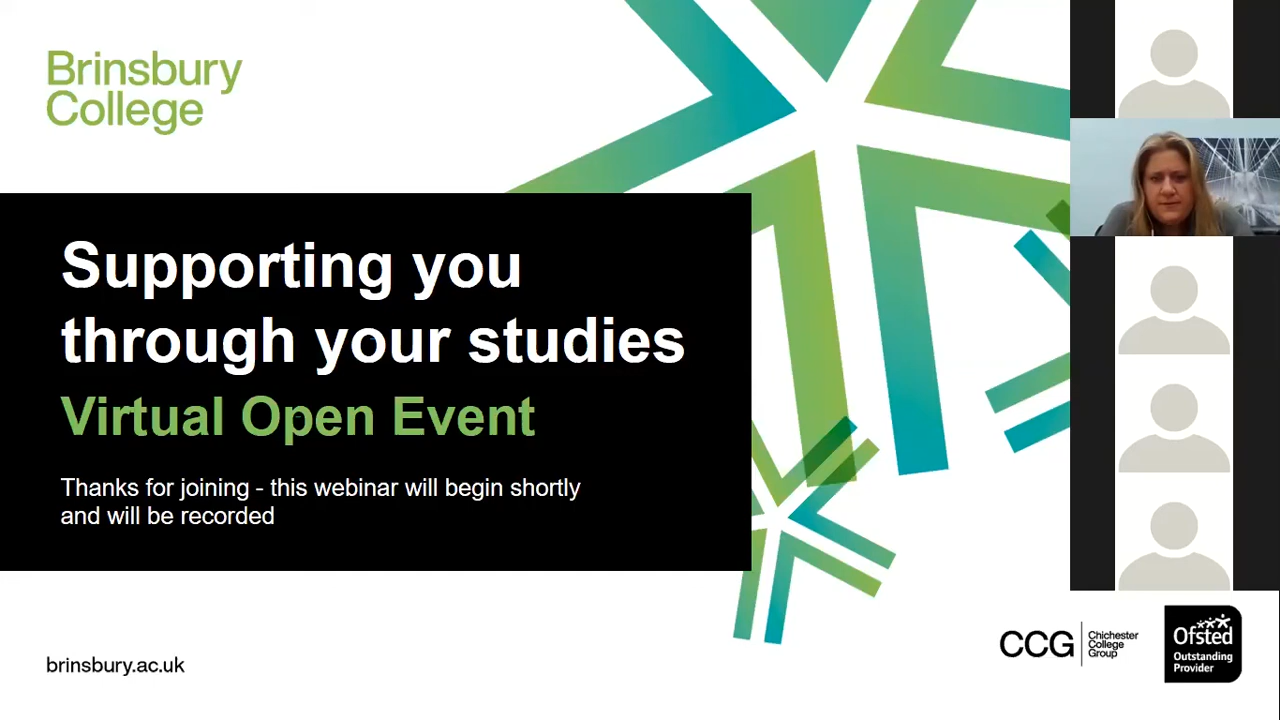 Brinsbury
College
Supporting you
through your studies
Virtual Open Event
Thanks for joining - this webinar will begin shortly
and will be recorded
brinsbury.ac.uk
CCG
Chichester
College
Group
Ofsted
Outstanding
Provider